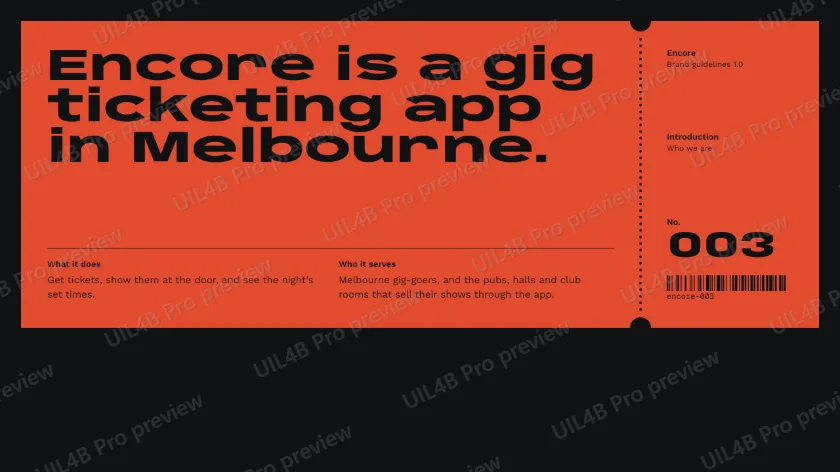 Encore is a gig
ticketing app
in Melbourne.
What it does
Get tickets, show them at the door, and see the night's
set times.
Who it serves
Melbourne gig-goers, and the pubs, halls and club
rooms that sell their shows through the app.
Encore
Brand guidelines 1.0
Introduction
Who we are
No.
003
encore-003
UIL4B Pro preview